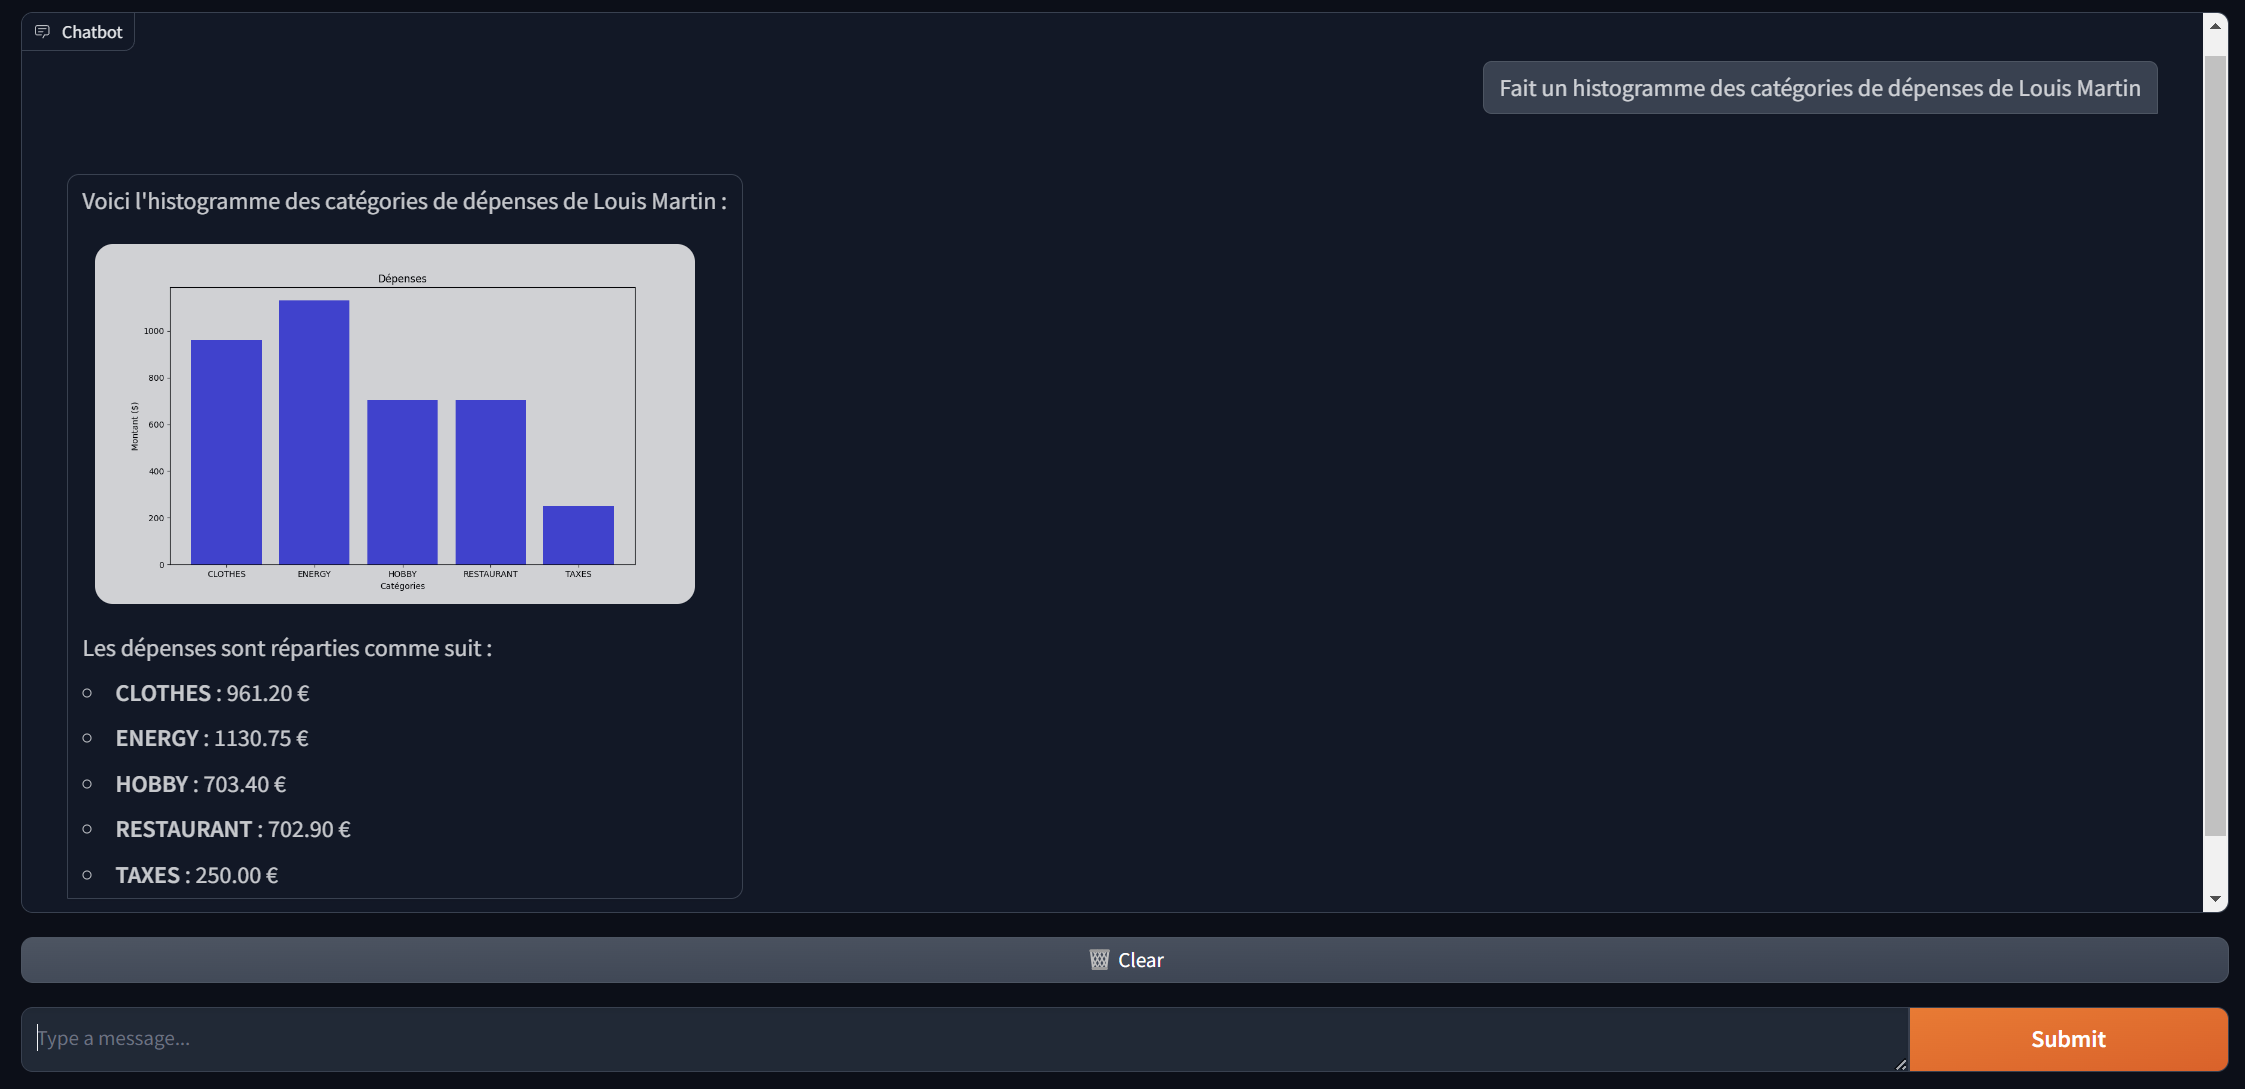 Chatbot
Fait un histogramme des catégories de dépenses de Louis Martin
Voici l'histogramme des catégories de dépenses de Louis Martin :
Dépenses
Montant ($)
1000
800
600
400
200
0
CLOTHES ENERGY HOBBY RESTAURANT TAXES
Catégories
Les dépenses sont réparties comme suit :
CLOTHES : 961.20 €
ENERGY : 1130.75 €
HOBBY : 703.40 €
RESTAURANT : 702.90 €
TAXES : 250.00 €
Clear
Type a message...
Submit